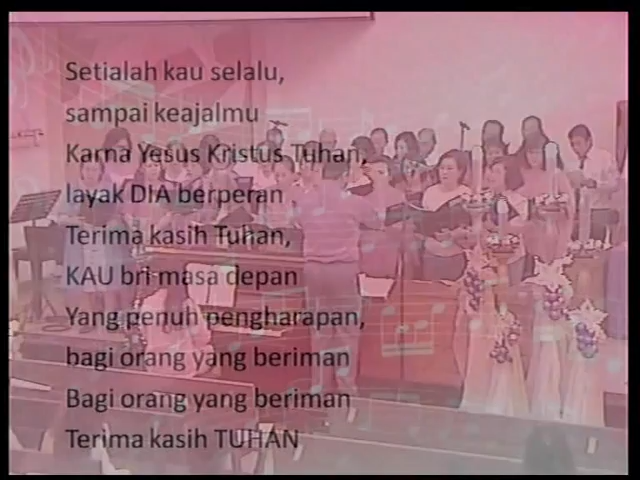 Setialah kau selalu,
sampai keajalmu
Karna Yesus Kristus Tuhan,
layak DIA berperan
Terima kasih Tuhan,
KAU bri masa depan
Yang penuh pengharapan,
bagi orang yang beriman
Bagi orang yang beriman
Terima kasih TUHAN